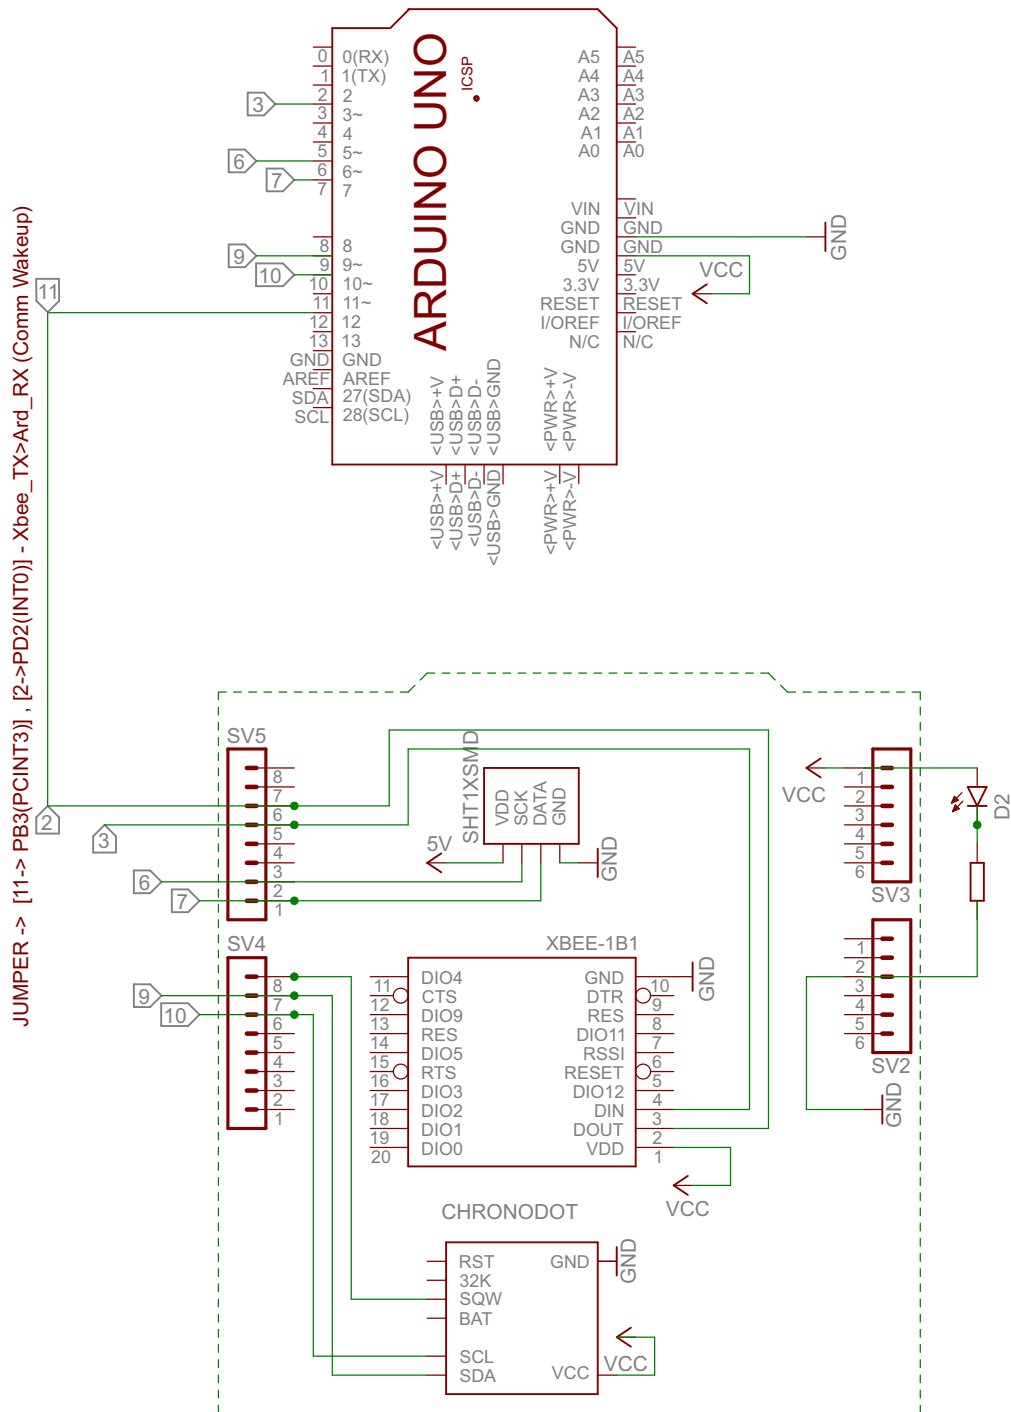 ARDUINO UNO
ICSP
0 0(RX)
1 1(TX)
2 2
3 3~
4 4
5 5~
6 6~
7 7
8 8
9 9~
10 10~
11 11~
12 12
13 13
GND GND
AREF AREF
SDA 27(SDA)
SCL 28(SCL)
A5 A5
A4 A4
A3 A3
A2 A2
A1 A1
A0 A0
VIN VIN
GND GND
GND GND
5V 5V
3.3V 3.3V
RESET RESET
I/OREF I/OREF
N/C N/C
<USB>+V
<USB>D+
<USB>D-
<USB>GND
<PWR>+V
<PWR>-V
<USB>+V
<USB>D+
<USB>D-
<USB>GND
<PWR>+V
<PWR>-V
3
6
7
9
10
11
GND
VCC
JUMPER -> [11-> PB3(PCINT3)] , [2->PD2(INT0)] - Xbee_TX>Ard_RX (Comm Wakeup)
2
3
6
7
9
10
SV5
8
7
6
5
4
3
2
1
SV4
8
7
6
5
4
3
2
1
SHT1XSMD
VDD
SCK
DATA
GND
5V
GND
XBEE-1B1
11 DIO4
12 CTS
13 DIO9
14 RES
15 DIO5
16 RTS
17 DIO3
18 DIO2
19 DIO1
20 DIO0
GND 10
DTR 9
RES 8
DIO11 7
RSSI 6
RESET 5
DIO12 4
DIN 3
DOUT 2
VDD 1
GND
VCC
CHRONODOT
RST
32K
SQW
BAT
SCL
SDA
GND
VCC
GND
VCC
VCC
1
2
3
4
5
6
SV3
D2
1
2
3
4
5
6
SV2
GND